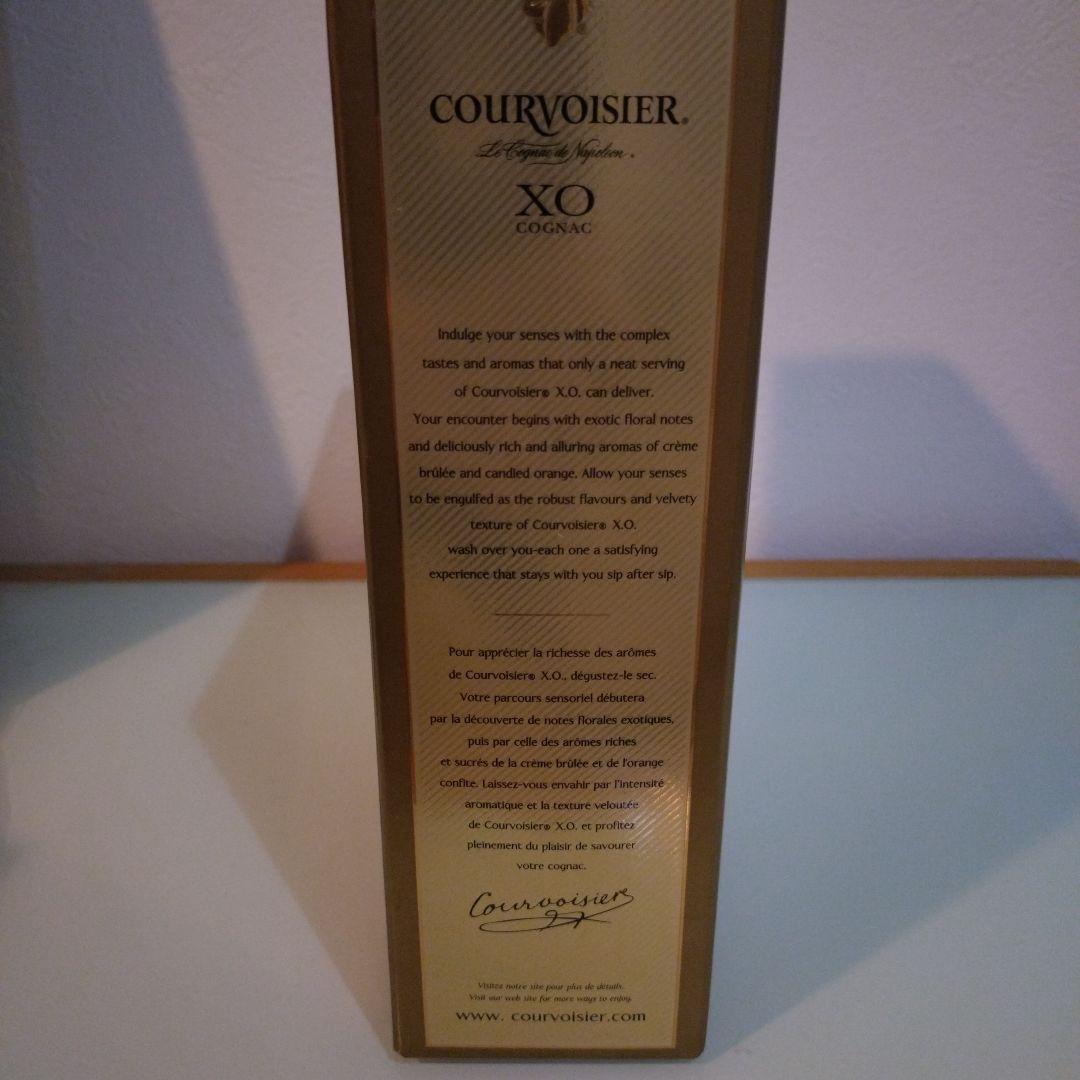 COURVOISIER®
Le Cognac de Napoleon ®
XO
COGNAC
Indulge your senses with the complex
tastes and aromas that only a neat serving
of Courvoisier® X.O. can deliver.
Your encounter begins with exotic floral notes
and deliciously rich and alluring aromas of crème
brûlée and candied orange. Allow your senses
to be engulfed as the robust flavours and velvety
texture of Courvoisier® X.O.
wash over you-each one a satisfying
experience that stays with you sip after sip.
Pour apprécier la richesse des arômes
de Courvoisier® X.O., dégustez-le sec.
Votre parcours sensoriel débutera
par la découverte de notes florales exotiques,
puis par celle des arômes riches
et sucrés de la crème brûlée et de l'orange
confite. Laissez-vous envahir par l'intensité
aromatique et la texture veloutée
de Courvoisier® X.O. et profitez
pleinement du plaisir de savourer
votre cognac.
Courvoisier
Visitez notre site pour plus de détails.
Visit our web site for more ways to enjoy.
www. courvoisier.com